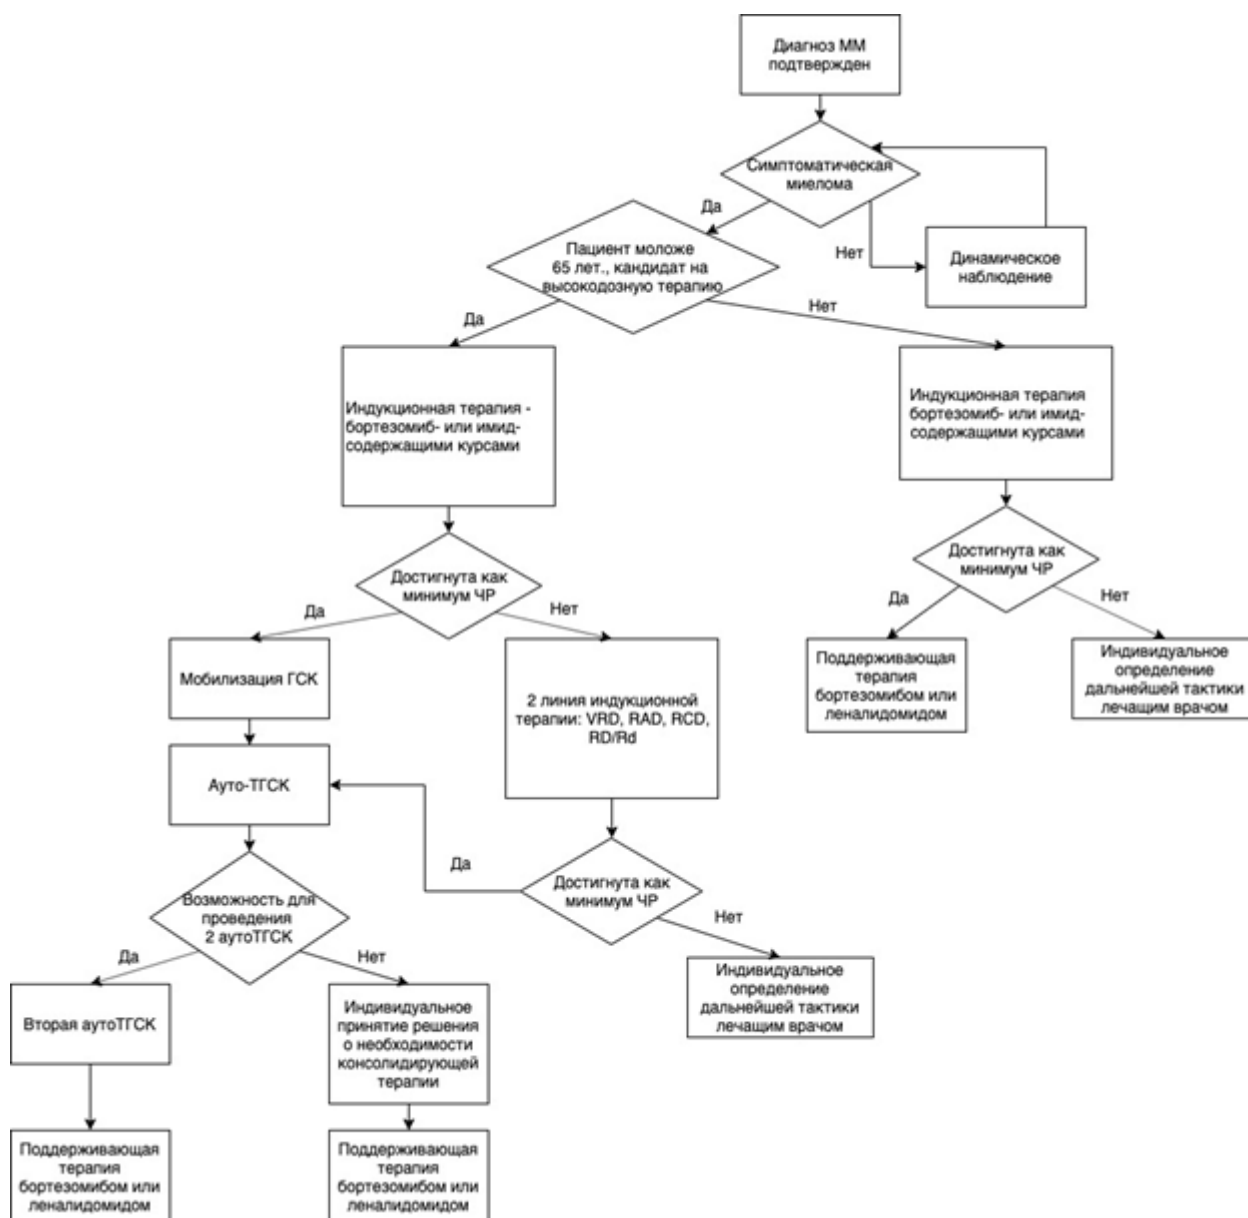 Диагноз ММ
подтвержден
Симптоматическая
миелома
Да
Нет
Динамическое
наблюдение
Пациент моложе
65 лет., кандидат на
высокодозную терапию
Да
Нет
Индукционная терапия -
бортезомиб- или имид-
содержащими курсами
Индукционная терапия
бортезомиб- или имид-
содержащими курсами
Достигнута как
минимум ЧР
Да
Нет
Достигнута как
минимум ЧР
Да
Нет
Мобилизация ГСК
2 линия индукционной
терапии: VRD, RAD, RCD,
RD/Rd
Поддерживающая
терапия
бортезомибом или
леналидомидом
Индивидуальное
определение
дальнейшей тактики
лечащим врачом
Ауто-ТГСК
Да
Достигнута как
минимум ЧР
Нет
Возможность для
проведения
2 аутоТГСК
Да
Нет
Индивидуальное
определение
дальнейшей тактики
лечащим врачом
Вторая аутоТГСК
Индивидуальное
принятие решения
о необходимости
консолидирующей
терапии
Поддерживающая
терапия
бортезомибом или
леналидомидом
Поддерживающая
терапия
бортезомибом или
леналидомидом